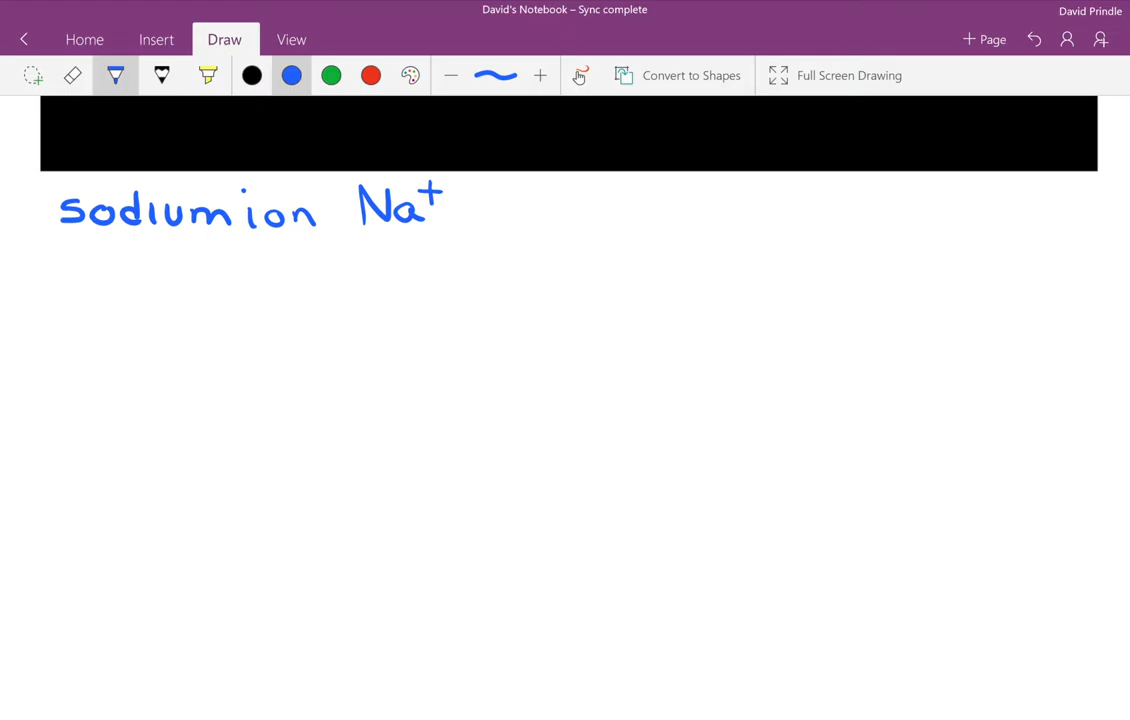 David's Notebook – Sync complete
David Prindle
Home Insert Draw View + Page
Convert to Shapes Full Screen Drawing
sodium ion Na⁺